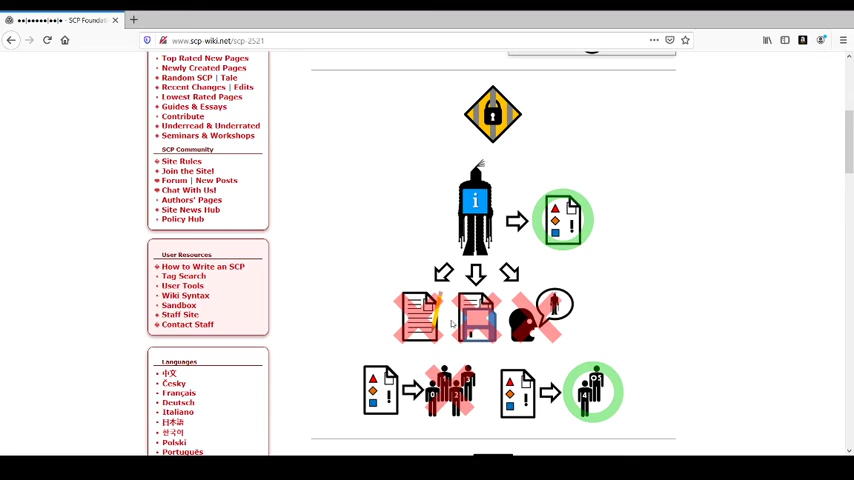 ●●|●●●●●|●●|● - SCP Foundati
www.scp-wiki.net/scp-2521
Top Rated New Pages
Newly Created Pages
Random SCP | Tale
Recent Changes | Edits
Lowest Rated Pages
Guides & Essays
Contribute
Underread & Underrated
Seminars & Workshops
SCP Community
Site Rules
Join the Site!
Forum | New Posts
Chat With Us!
Authors' Pages
Site News Hub
Policy Hub
User Resources
How to Write an SCP
Tag Search
User Tools
Wiki Syntax
Sandbox
Staff Site
Contact Staff
Languages
中文
Česky
Français
Deutsch
Italiano
日本語
한국어
Polski
Português
i
!
! 0 2
! 4